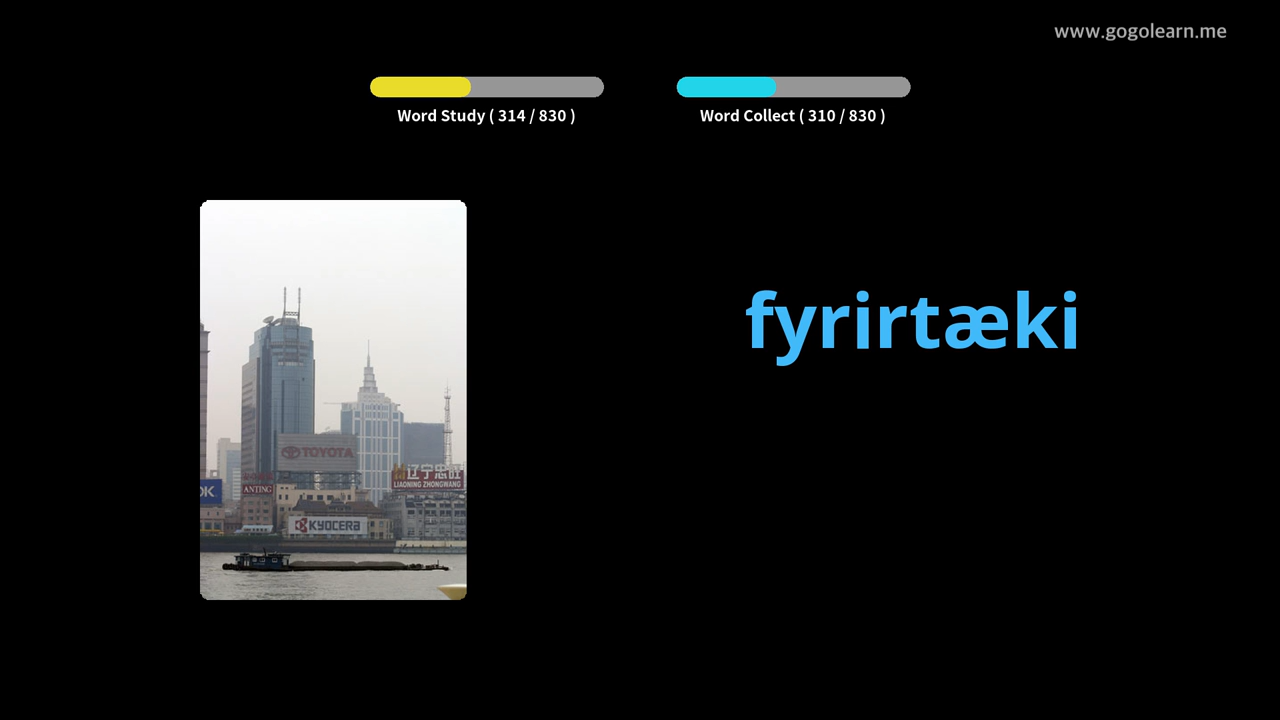 www.gogolearn.me
Word Study ( 314 / 830 )
Word Collect ( 310 / 830 )
fyrirtæki
TOYOTA
辽宁忠旺
LIAONING ZHONGWANG
ANTING
OK
KYOCERA